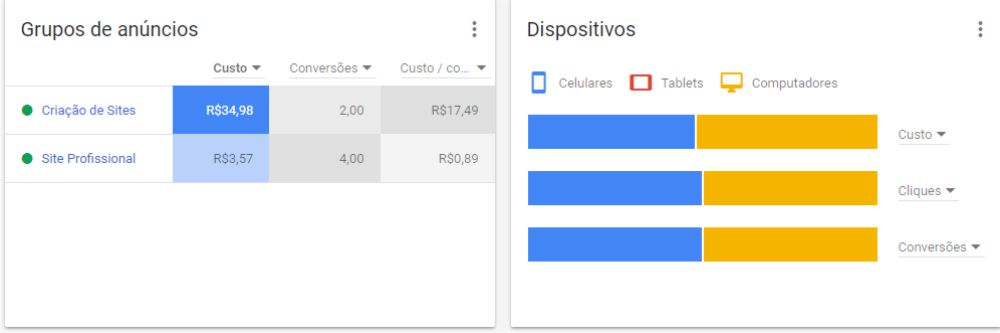 Grupos de anúncios
Custo Conversões Custo / co...
Criação de Sites R$34,98 2,00 R$17,49
Site Profissional R$3,57 4,00 R$0,89
Dispositivos
Celulares Tablets Computadores
Custo
Cliques
Conversões